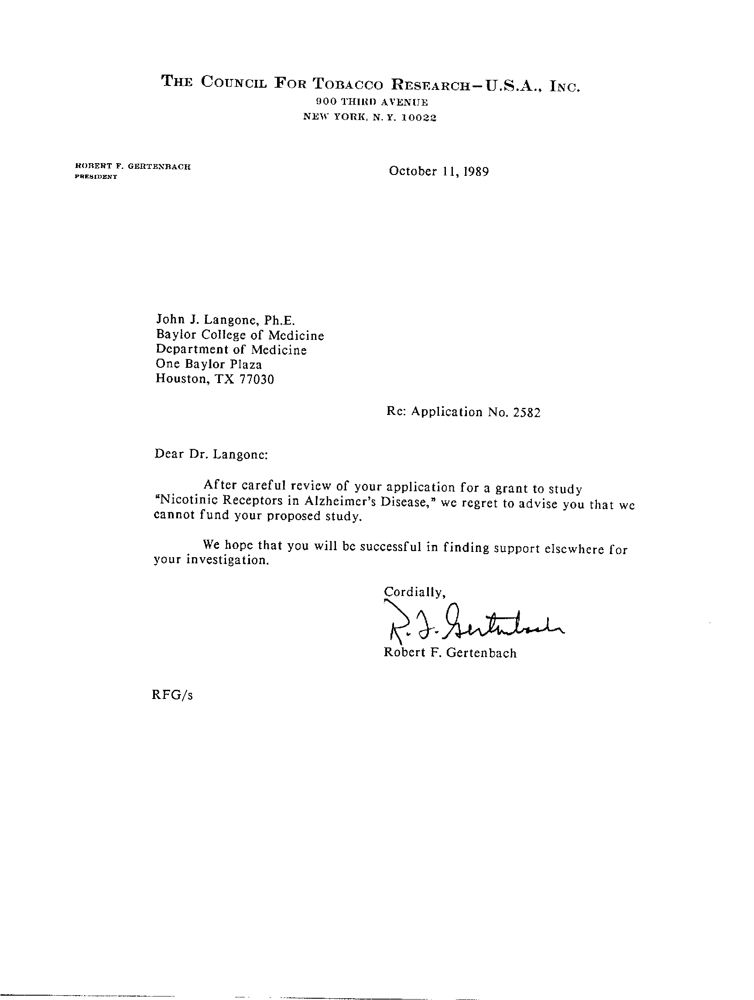 THE COUNCIL FOR TOBACCO RESEARCH-U.S.A., INC.
900 THIRD AVENUE
NEW YORK, N. Y. 10022
ROBERT F. GERTENBACH
PRESIDENT
October 11, 1989
John J. Langone, Ph.E.
Baylor College of Medicine
Department of Medicine
One Baylor Plaza
Houston, TX 77030
Re: Application No. 2582
Dear Dr. Langone:
After careful review of your application for a grant to study
"Nicotinic Receptors in Alzheimer's Disease," we regret to advise you that we
cannot fund your proposed study.
We hope that you will be successful in finding support elsewhere for
your investigation.
Cordially,
R. F. Gertenbach
Robert F. Gertenbach
RFG/s